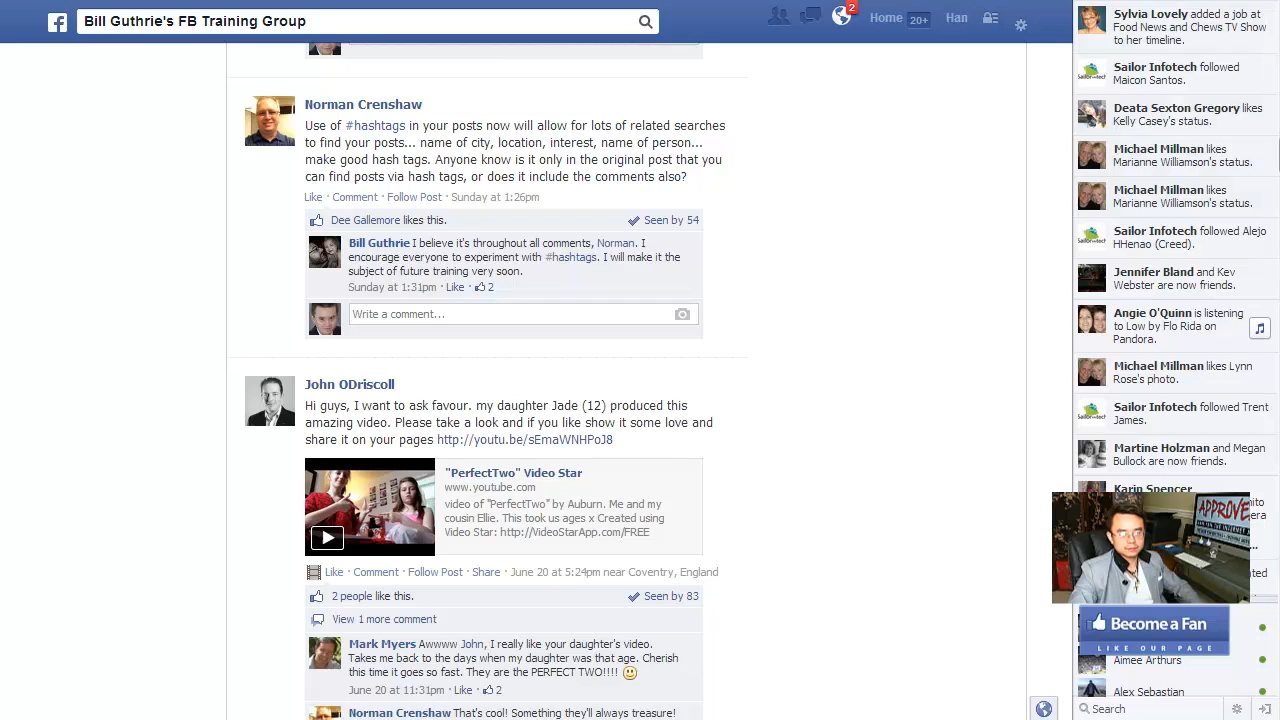 Bill Guthrie's FB Training Group
2
Home 20+ Han
Norman Crenshaw
Use of #hashtags in your posts now will allow for lots of related searches
to find your posts... name of city, location, interest, name of person...
make good hash tags. Anyone know is it only in the original post that you
can find posts via hash tags, or does it include the comments also?
Like · Comment · Follow Post · Sunday at 1:26pm
Dee Gallemore likes this. Seen by 54
Bill Guthrie I believe it's throughout all comments, Norman. I
encourage everyone to experiment with #hashtags. I will make it the
subject of future training very soon.
Sunday at 1:31pm · Like · 2
Write a comment...
John ODriscoll
Hi guys, I want to ask favour. my daughter Jade (12) produced this
amazing video. Please take a look and if you like show it some love and
share it on your pages http://youtu.be/sEmaWNHPoJ8
"PerfectTwo" Video Star
www.youtube.com
video of "PerfectTwo" by Auburn. Me and my
cousin Ellie. This took us ages x Created using
Video Star: http://VideoStarApp.com/FREE
Like · Comment · Follow Post · Share · June 20 at 5:24pm near Coventry, England
2 people like this. Seen by 83
View 1 more comment
Mark Myers Awwww John, I really like your daughter's video.
Takes me back to the days when my daughter was that age. Cherish
this time it goes so fast. They are the PERFECT TWO!!!!
June 20 at 11:31pm · Like · 2
Norman Crenshaw That's cool! Something they'll always treasure!
Sylvia Lovely added a job at
Food News and Chews TV Show
to her timeline.
Sailor Infotech followed
Maicon Santos.
Deata Sexton Gregory likes
Kelly Casey's status.
Michael Millman likes
Marianne Williamson's status.
Michael Millman likes
Marianne Williamson's status.
Sailor Infotech followed Alejo
HHenao (Creed).
Jennifer Bland and Kev
Webster are now friends.
Angie O'Quinn is listening
to Low by Flo Rida on
Pandora.
Michael Millman likes Lynn
Rose's photo.
Sailor Infotech followed Trent
James.
Martine Holzman and Megan
Bullock are now friends.
Karin Spencer
APPROVE
Become a Fan
LIKE OUR PAGE
Aimee Arthurs
Alex Sebastian
Search